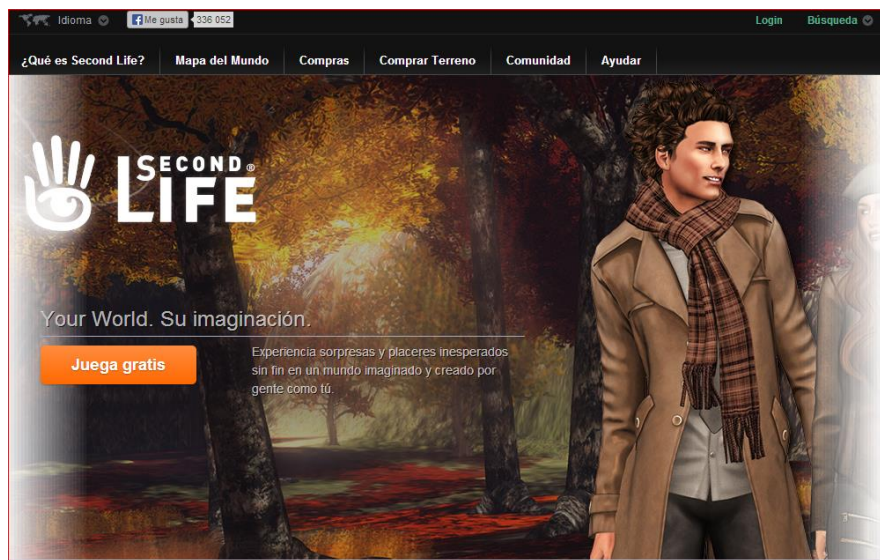 Idioma
Me gusta 336 052
Login Búsqueda
¿Qué es Second Life? Mapa del Mundo Compras Comprar Terreno Comunidad Ayudar
SECOND®
LIFE
Your World. Su imaginación.
Juega gratis
Experiencia sorpresas y placeres inesperados
sin fin en un mundo imaginado y creado por
gente como tú.